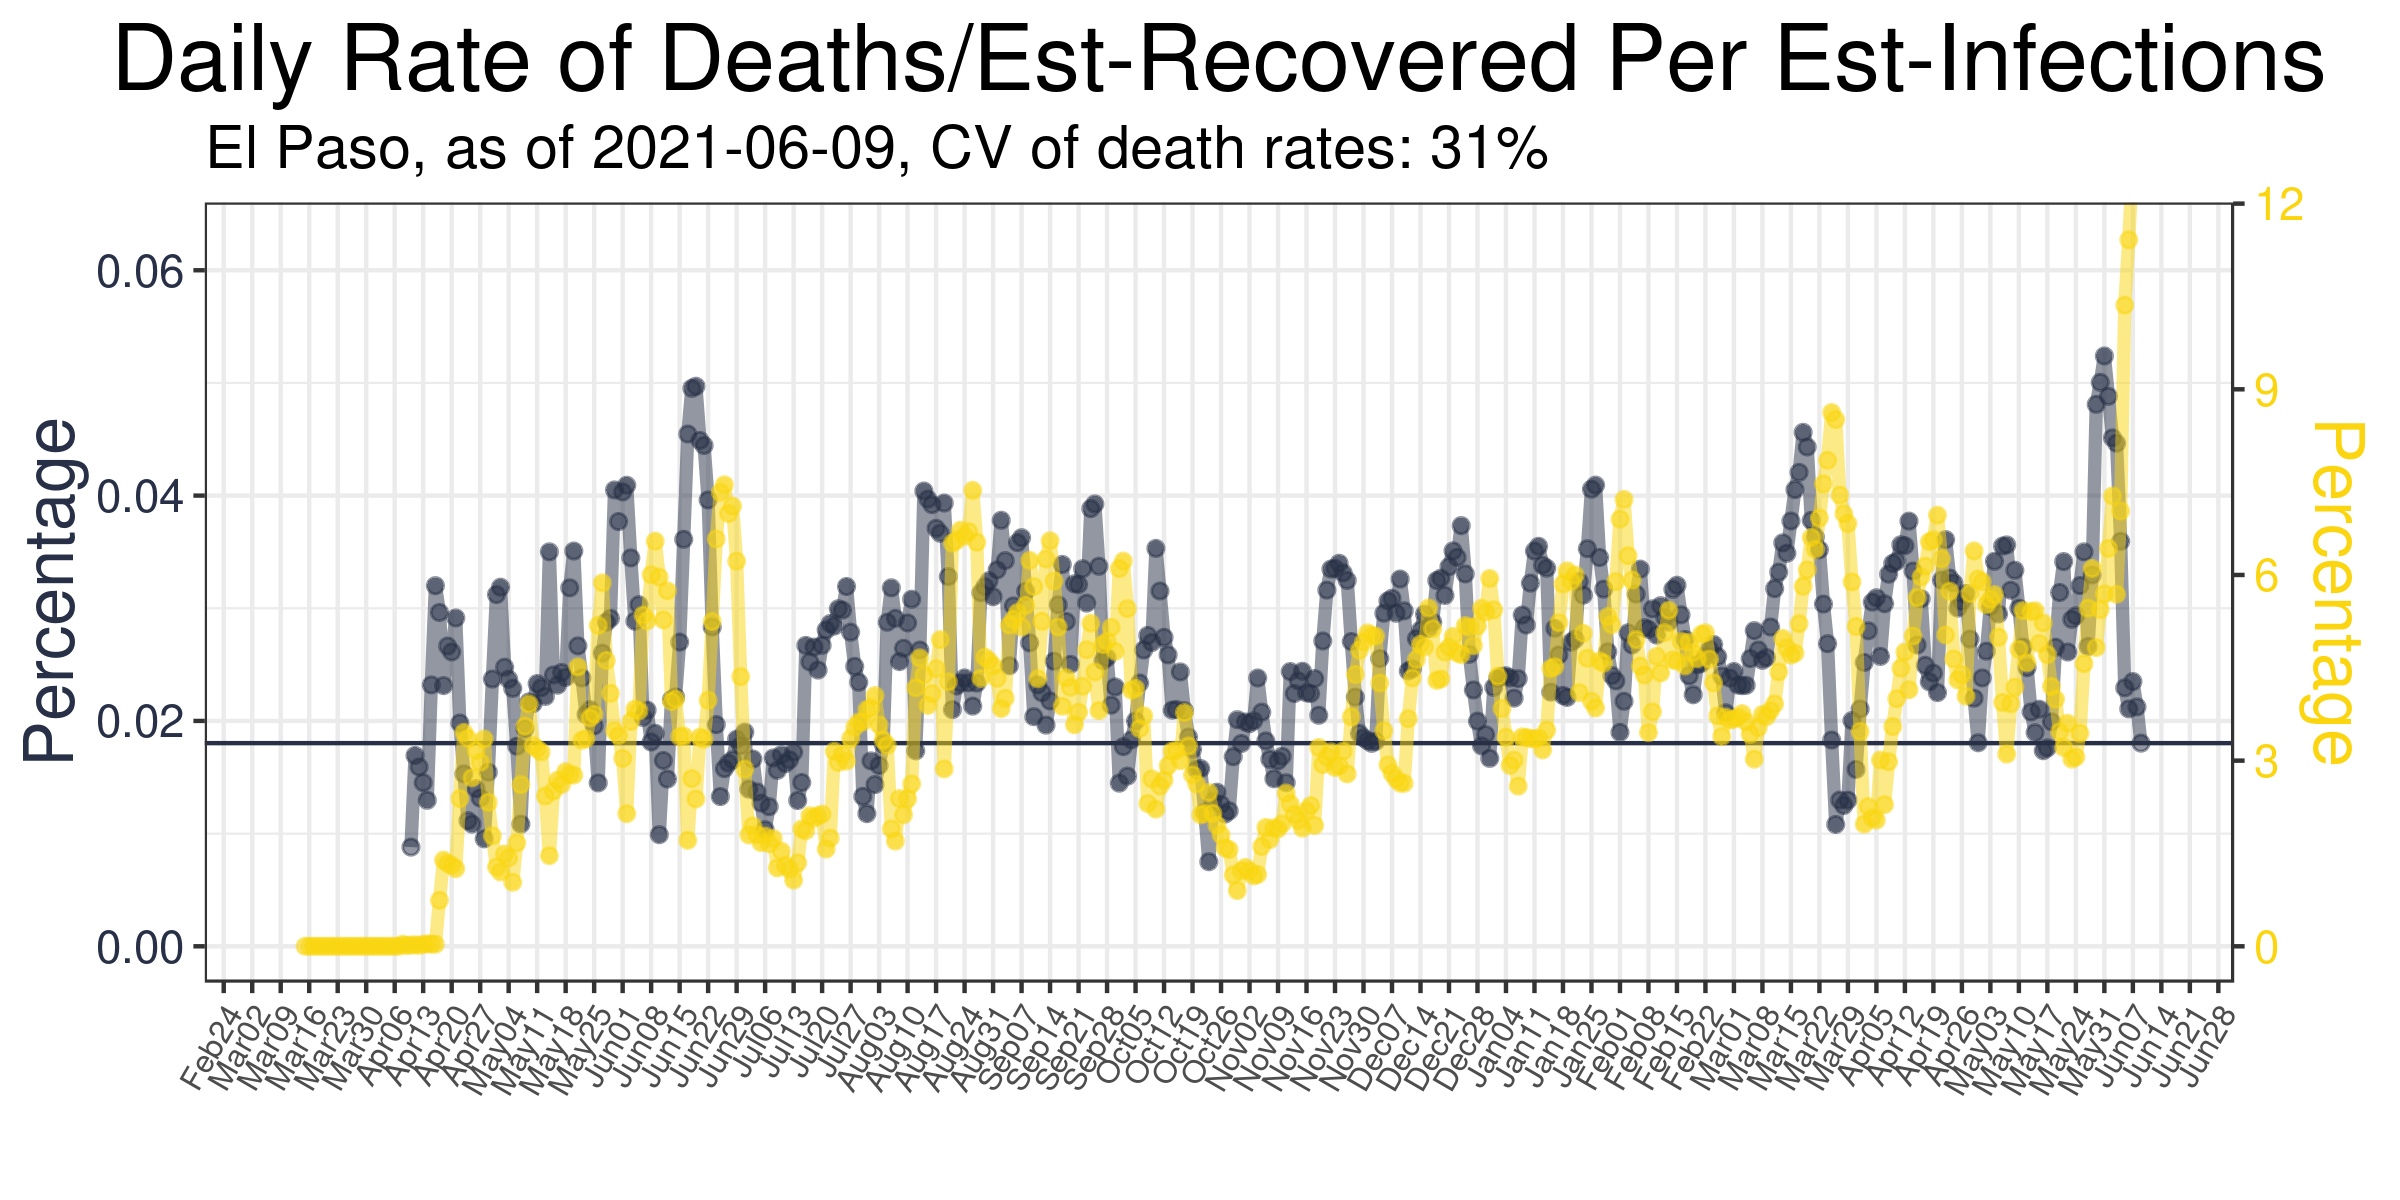 Daily Rate of Deaths/Est-Recovered Per Est-Infections
El Paso, as of 2021-06-09, CV of death rates: 31%
Percentage
0.06
0.04
0.02
0.00
12
9
6
3
0
Percentage
Feb24
Mar02
Mar09
Mar16
Mar23
Mar30
Apr06
Apr13
Apr20
Apr27
May04
May11
May18
May25
Jun01
Jun08
Jun15
Jun22
Jun29
Jul06
Jul13
Jul20
Jul27
Aug03
Aug10
Aug17
Aug24
Aug31
Sep07
Sep14
Sep21
Sep28
Oct05
Oct12
Oct19
Oct26
Nov02
Nov09
Nov16
Nov23
Nov30
Dec07
Dec14
Dec21
Dec28
Jan04
Jan11
Jan18
Jan25
Feb01
Feb08
Feb15
Feb22
Mar01
Mar08
Mar15
Mar22
Mar29
Apr05
Apr12
Apr19
Apr26
May03
May10
May17
May24
May31
Jun07
Jun14
Jun21
Jun28